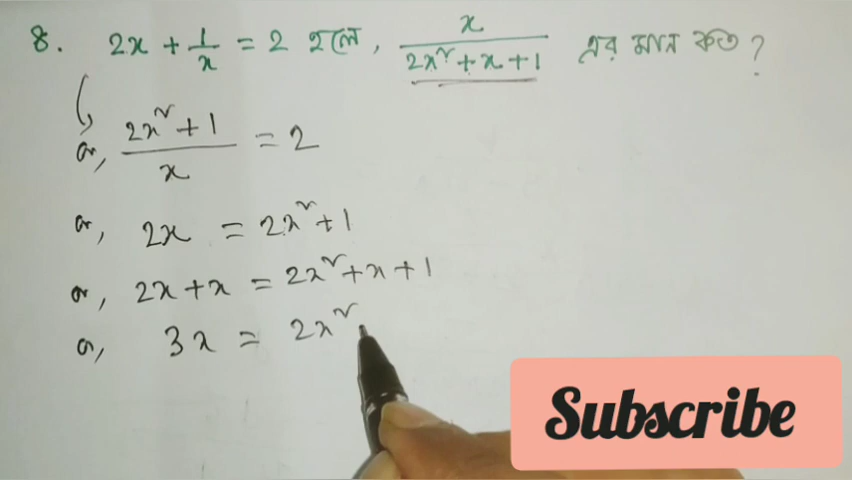 8. 2x + 1/x = 2 হলে, x/(2x² + x + 1) এর মান কত?
বা, (2x² + 1)/x = 2
বা, 2x = 2x² + 1
বা, 2x + x = 2x² + x + 1
বা, 3x = 2x²
Subscribe